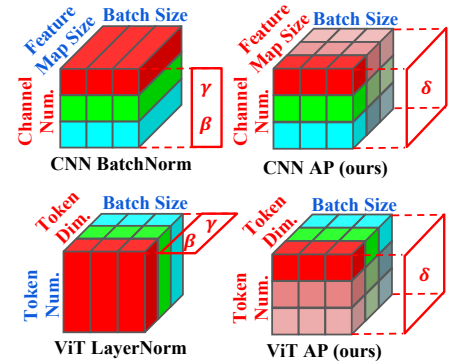 Batch Size
Feature
Map Size
Channel
Num.
γ
β
CNN BatchNorm
Batch Size
Feature
Map Size
Channel
Num.
δ
CNN AP (ours)
Batch Size
Token
Dim.
Token
Num.
γ
β
ViT LayerNorm
Batch Size
Token
Dim.
Token
Num.
δ
ViT AP (ours)